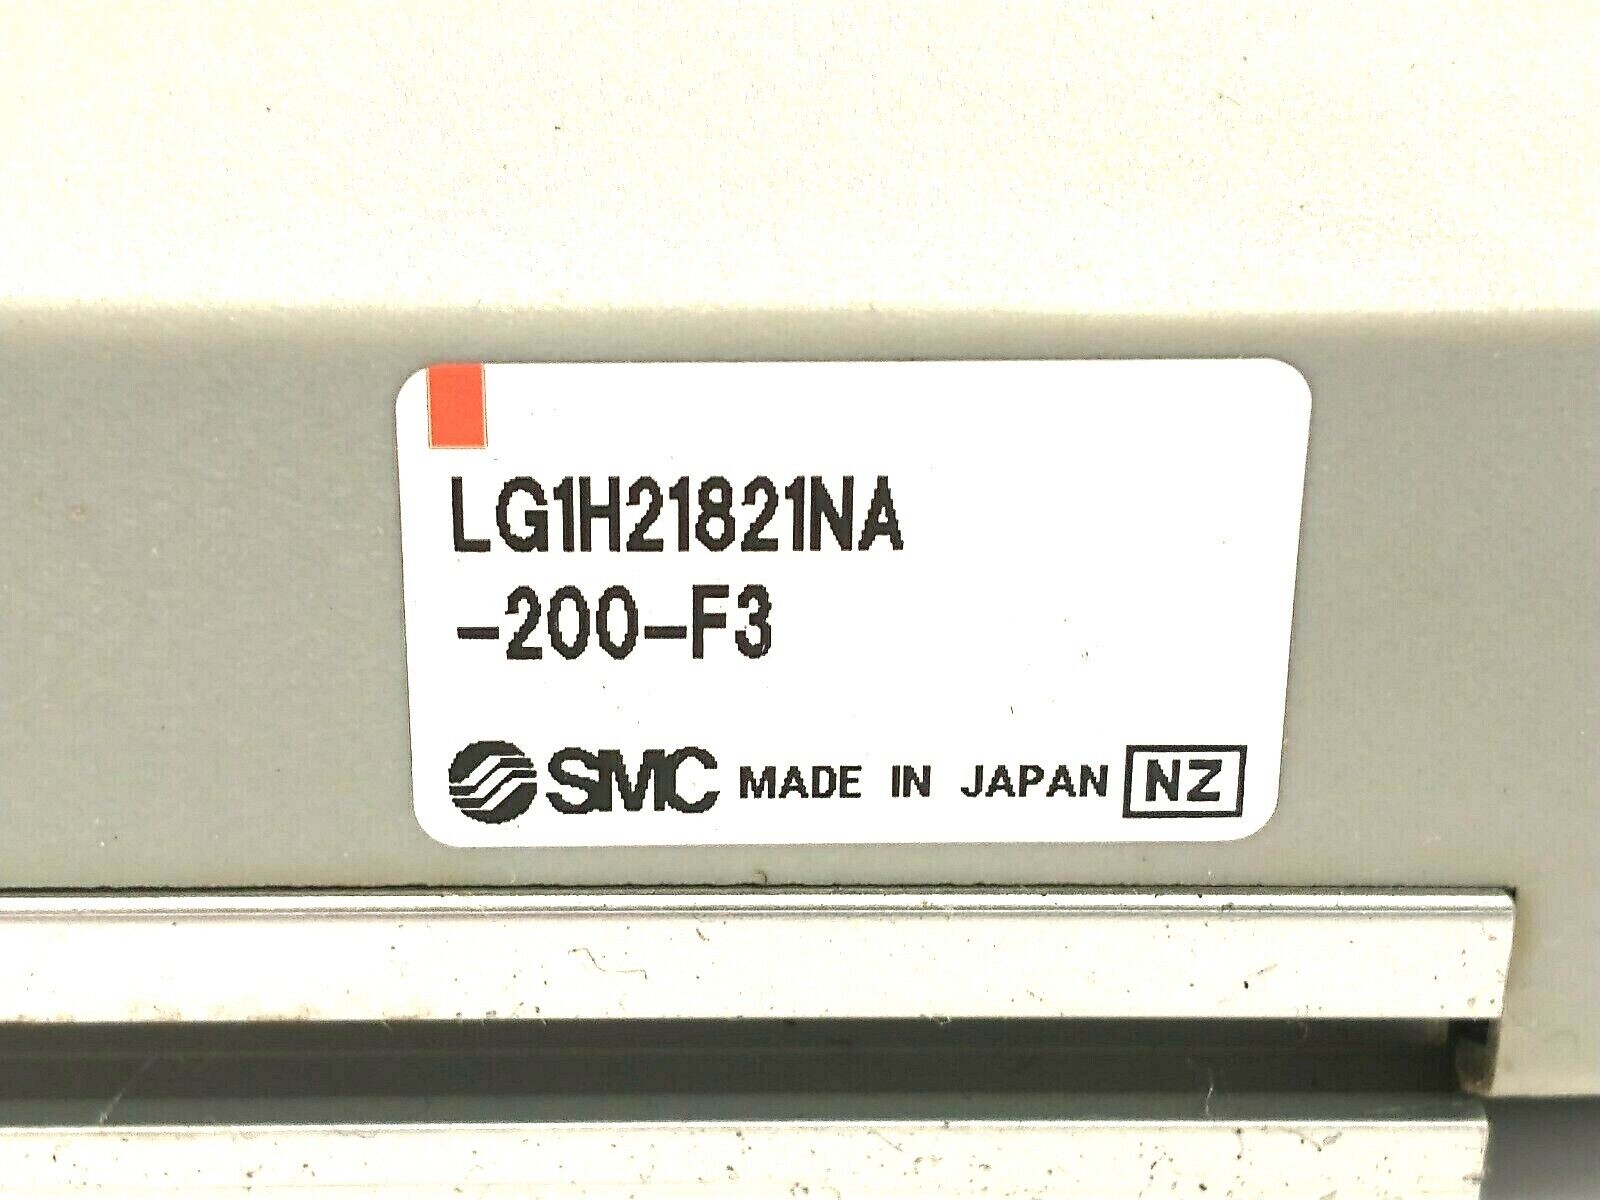 LG1H21821NA
-200-F3
SMC MADE IN JAPAN NZ